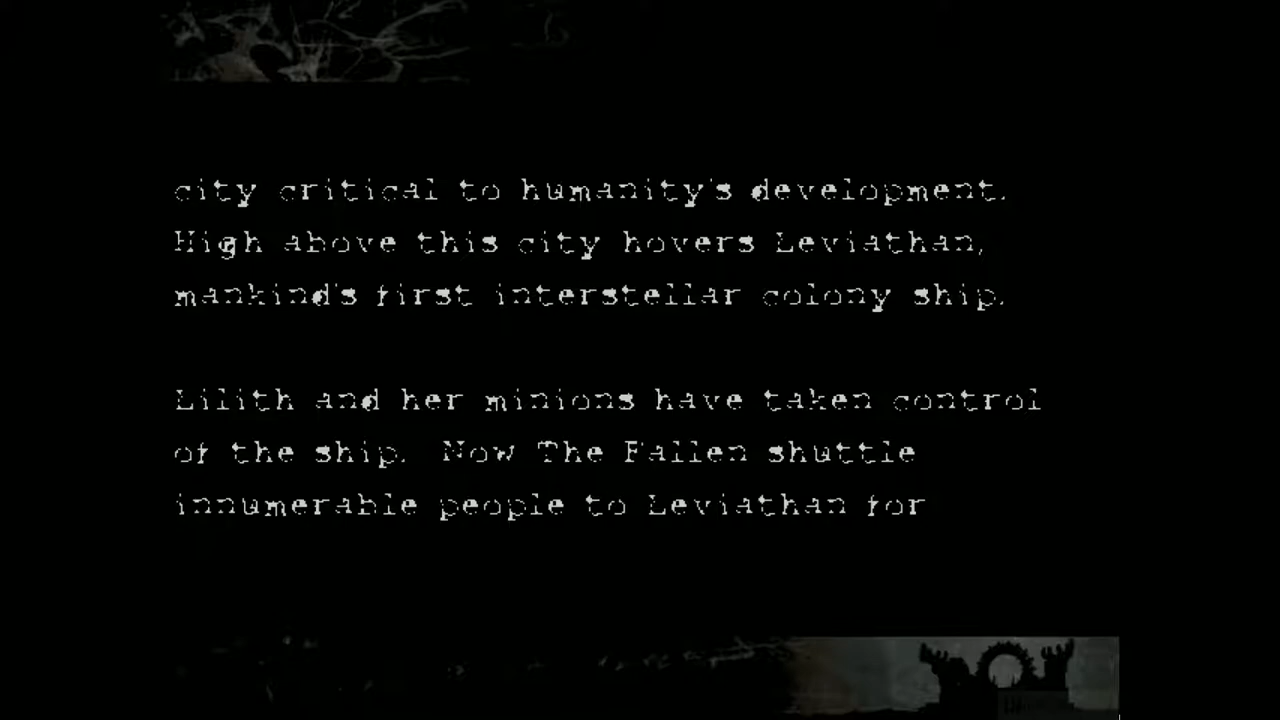 city critical to humanity's development.
High above this city hovers Leviathan,
mankind's first interstellar colony ship.
Lilith and her minions have taken control
of the ship.  Now The Fallen shuttle
innumerable people to Leviathan for